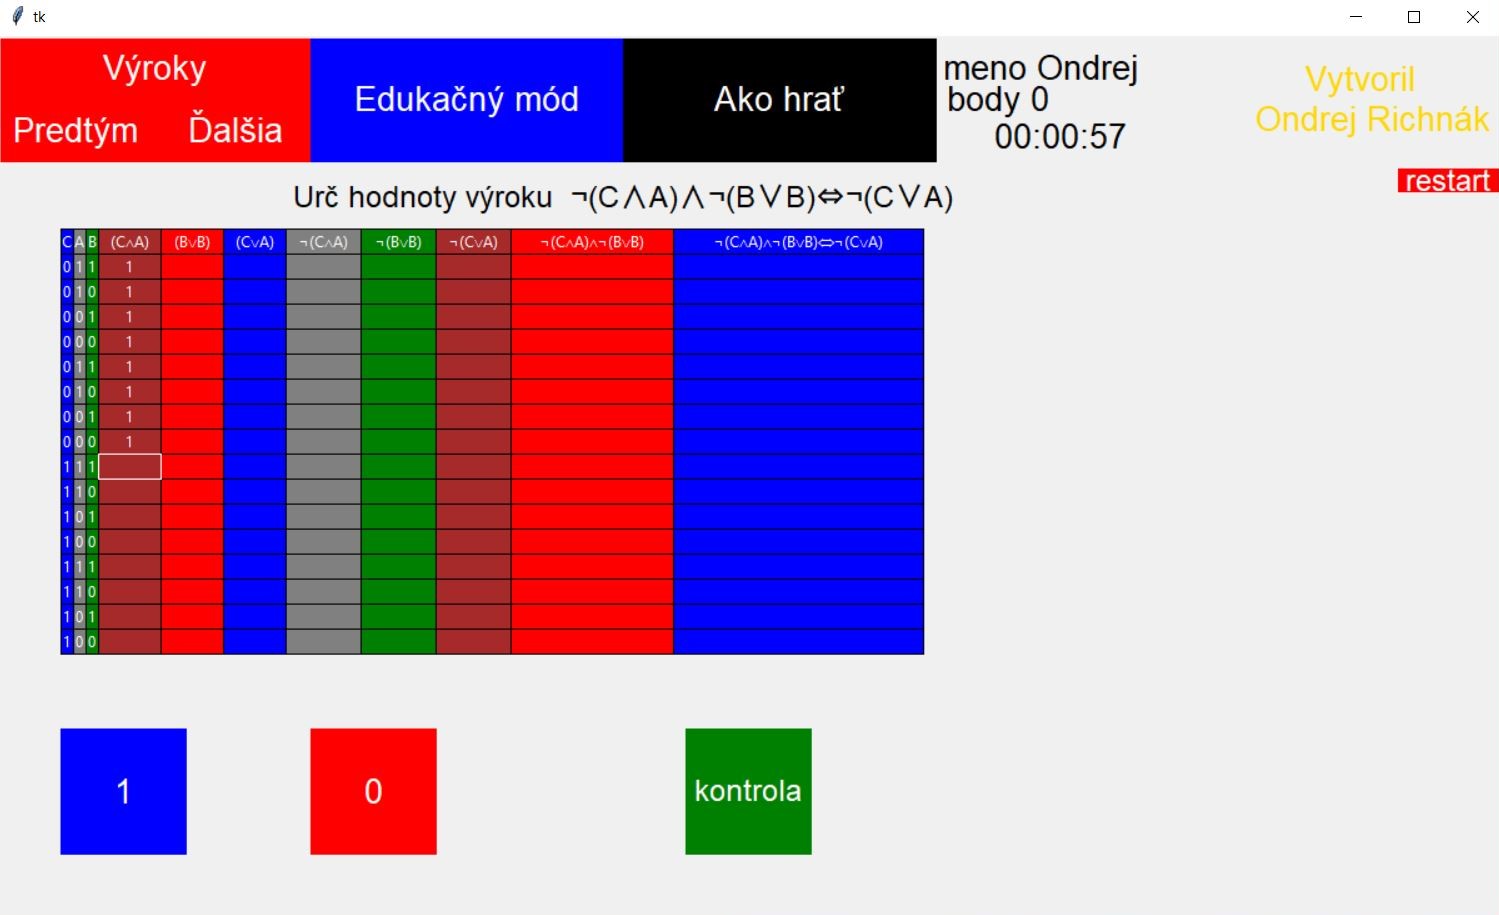 tk
Výroky
Predtým Ďalšia
Edukačný mód
Ako hrať
meno Ondrej
body 0
00:00:57
Vytvoril
Ondrej Richnák
restart
Urč hodnoty výroku ¬(C∧A)∧¬(B∨B)⇔¬(C∨A)
C A B (C∧A) (B∨B) (C∨A) ¬(C∧A) ¬(B∨B) ¬(C∨A) ¬(C∧A)∧¬(B∨B) ¬(C∧A)∧¬(B∨B)⇔¬(C∨A)
0 1 1 1
0 1 0 1
0 0 1 1
0 0 0 1
0 1 1 1
0 1 0 1
0 0 1 1
0 0 0 1
1 1 1
1 1 0
1 0 1
1 0 0
1 1 1
1 1 0
1 0 1
1 0 0
1 0 kontrola